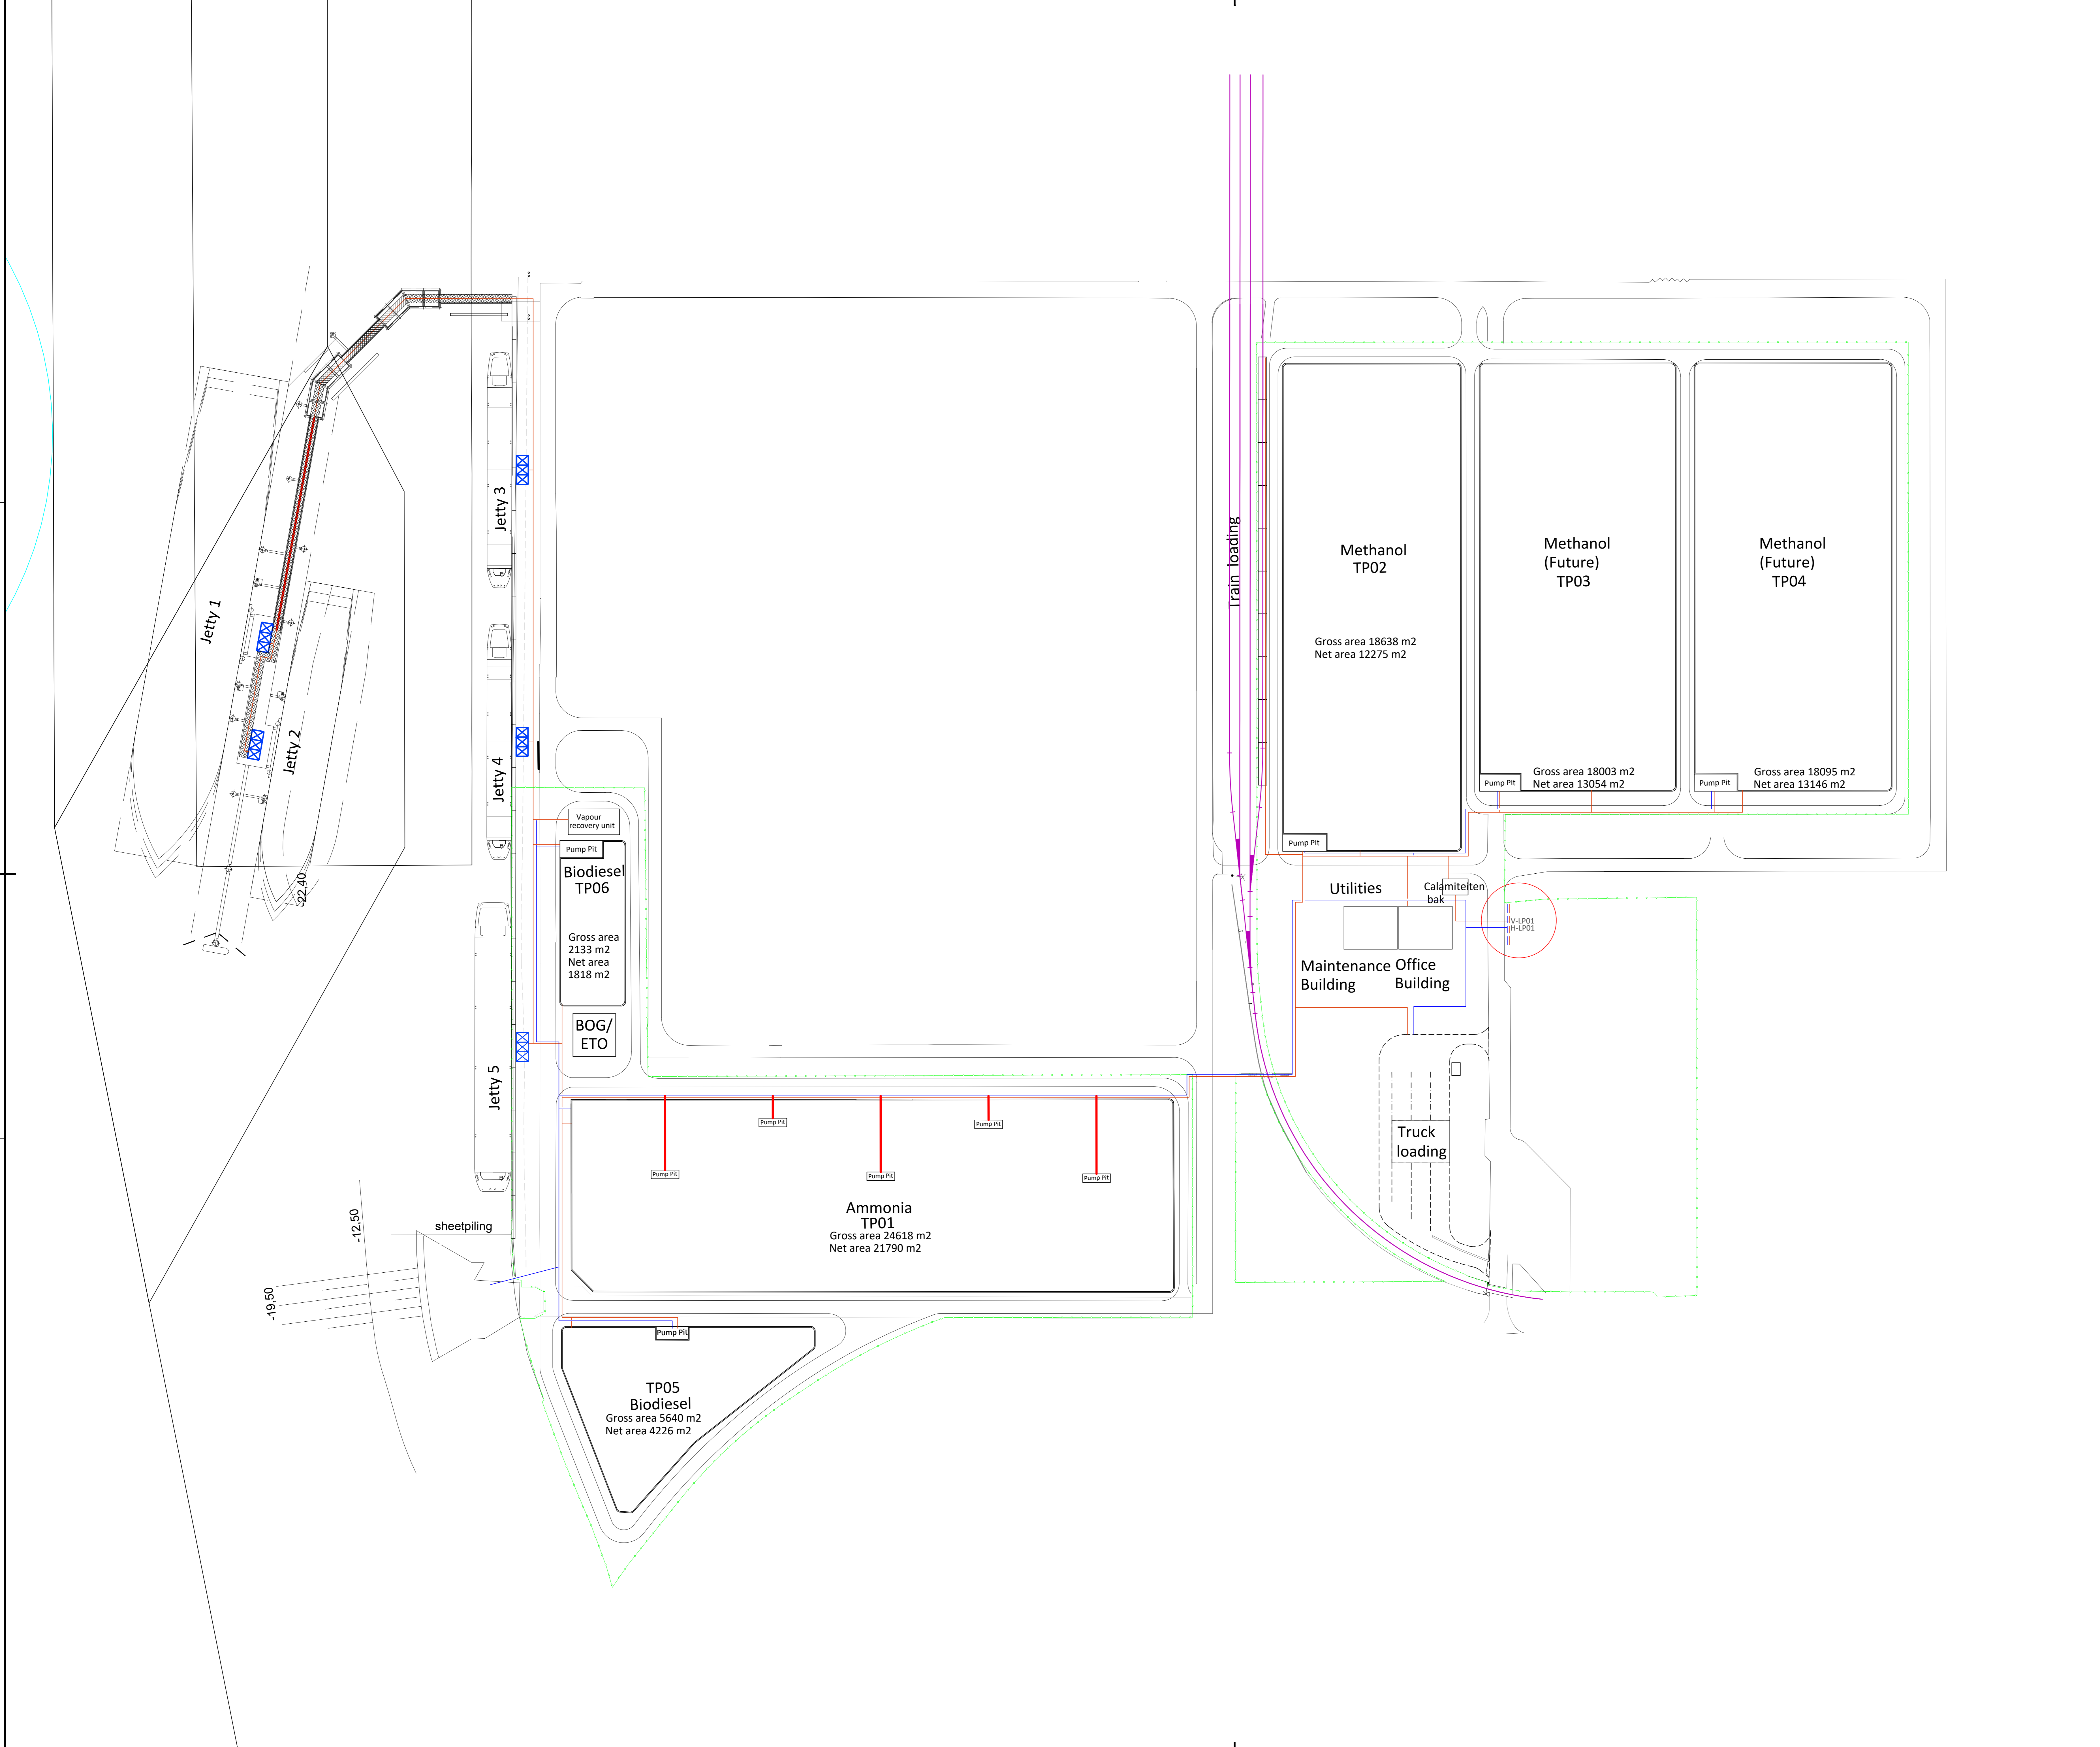 Jetty 1
Jetty 2
-22,40
Jetty 3
Jetty 4
Jetty 5
Train loading
Methanol
TP02
Gross area 18638 m2
Net area 12275 m2
Pump Pit
Methanol
(Future)
TP03
Gross area 18003 m2
Net area 13054 m2
Pump Pit
Methanol
(Future)
TP04
Gross area 18095 m2
Net area 13146 m2
Pump Pit
Vapour
recovery unit
Pump Pit
Biodiesel
TP06
Gross area
2133 m2
Net area
1818 m2
BOG/
ETO
Utilities
Calamiteiten
bak
V-LP01
H-LP01
Maintenance
Building
Office
Building
Truck
loading
Pump Pit
Pump Pit
Pump Pit
Pump Pit
Pump Pit
Ammonia
TP01
Gross area 24618 m2
Net area 21790 m2
sheetpiling
-12,50
-19,50
Pump Pit
TP05
Biodiesel
Gross area 5640 m2
Net area 4226 m2